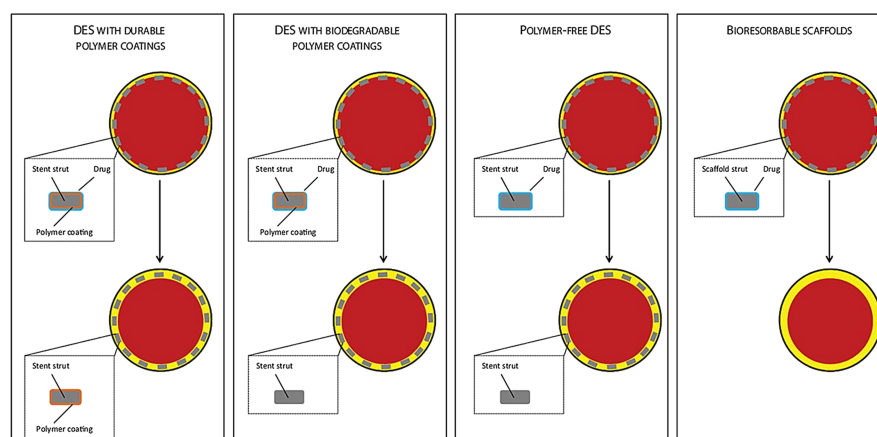 DES WITH DURABLE
POLYMER COATINGS
Stent strut
Drug
Polymer coating
Stent strut
Polymer coating
DES WITH BIODEGRADABLE
POLYMER COATINGS
Stent strut
Drug
Polymer coating
Stent strut
POLYMER-FREE DES
Stent strut
Drug
Stent strut
BIORESORBABLE SCAFFOLDS
Scaffold strut
Drug